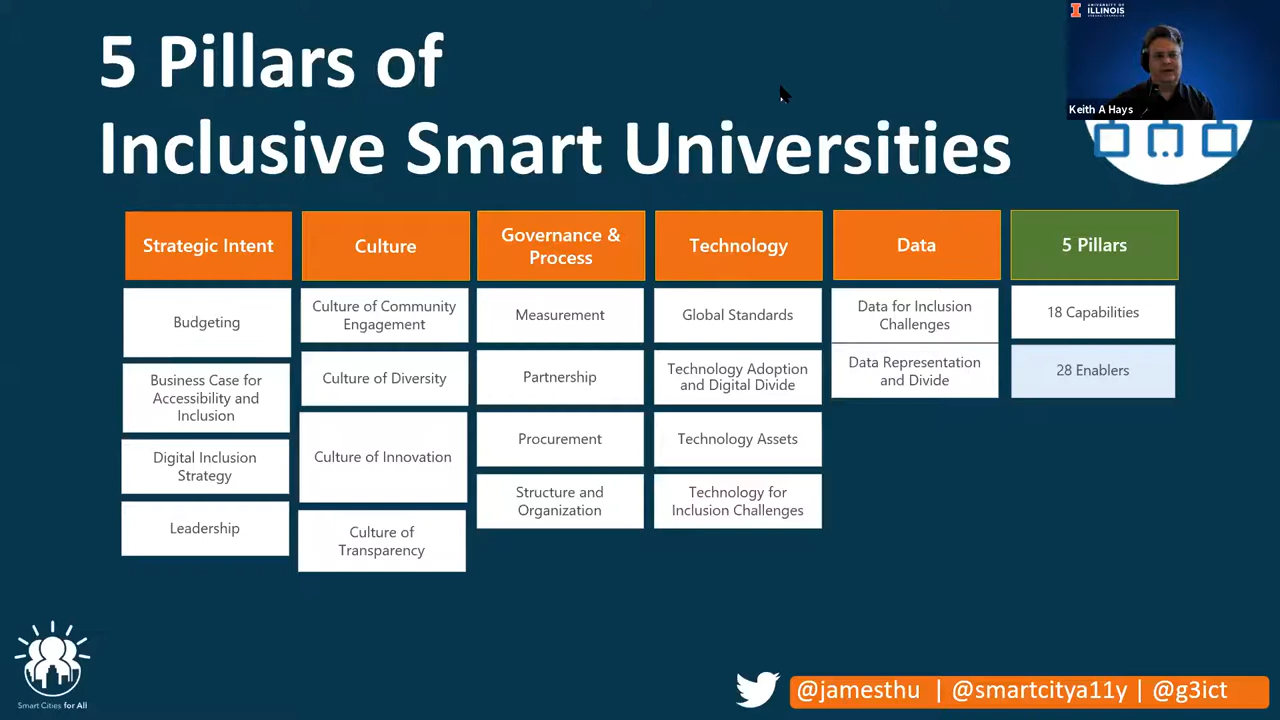 5 Pillars of
Inclusive Smart Universities
UNIVERSITY OF
ILLINOIS
Keith A Hays
Strategic Intent
Budgeting
Business Case for
Accessibility and
Inclusion
Digital Inclusion
Strategy
Leadership
Culture
Culture of Community
Engagement
Culture of Diversity
Culture of Innovation
Culture of
Transparency
Governance &
Process
Measurement
Partnership
Procurement
Structure and
Organization
Technology
Global Standards
Technology Adoption
and Digital Divide
Technology Assets
Technology for
Inclusion Challenges
Data
Data for Inclusion
Challenges
Data Representation
and Divide
5 Pillars
18 Capabilities
28 Enablers
Smart Cities for All
@jamesthu | @smartcitya11y | @g3ict